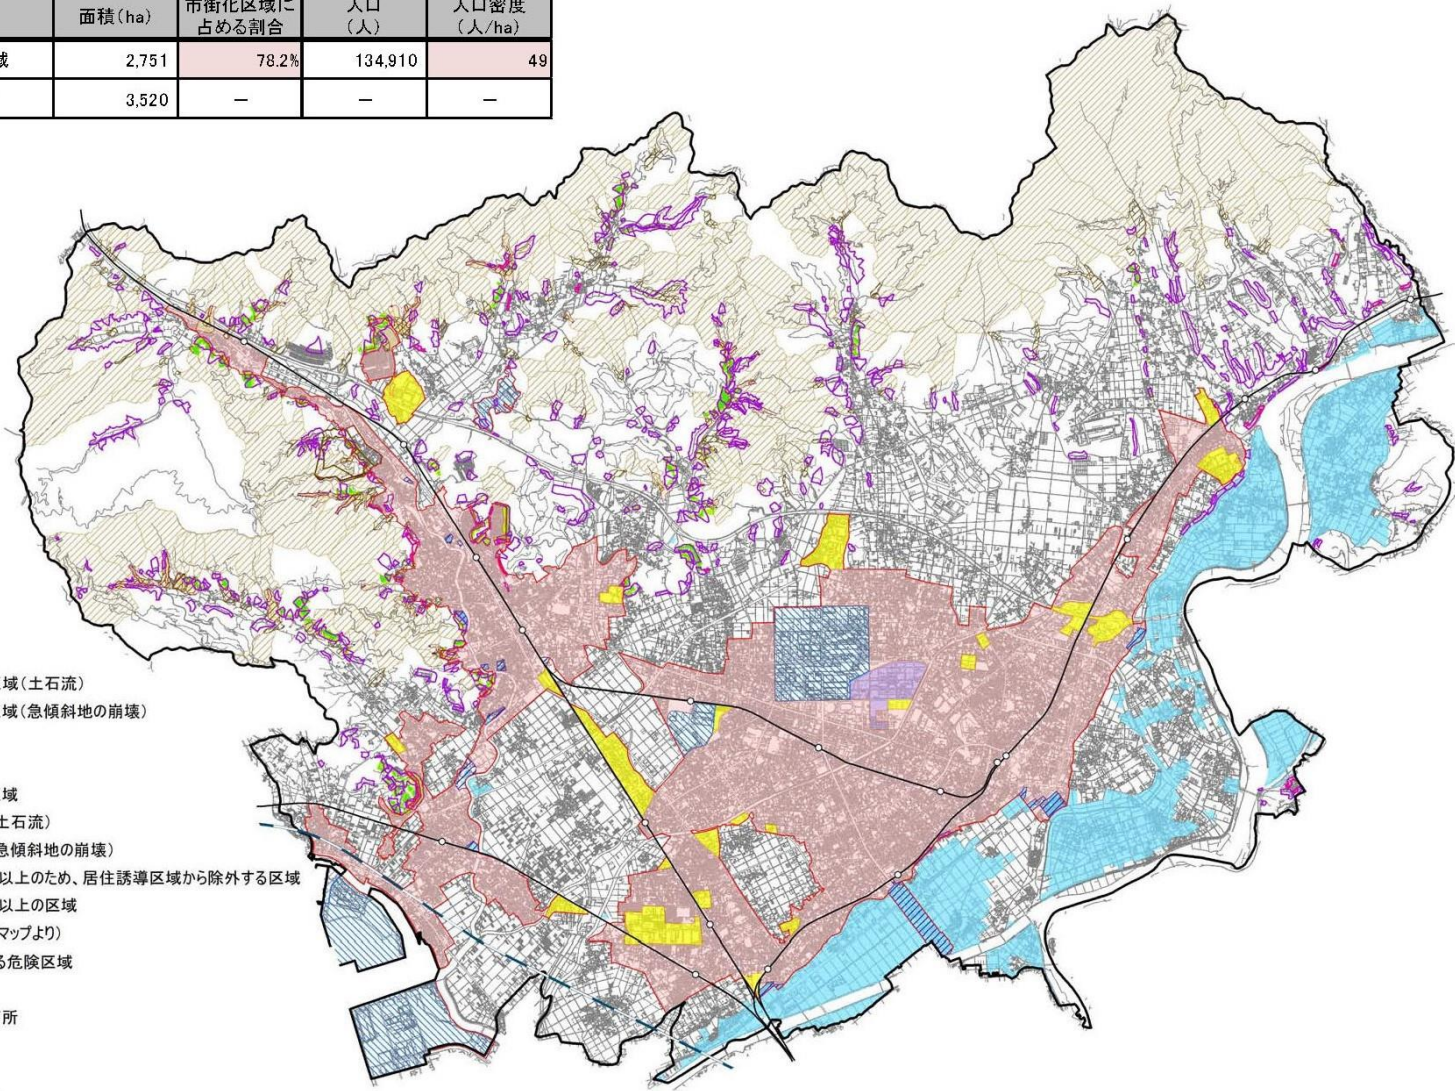 面積(ha)
市街化区域に
占める割合
人口
(人)
人口密度
(人/ha)
域
2,751
78.2%
134,910
49
3,520
－
－
－
域(土石流)
域(急傾斜地の崩壊)
域
土石流)
急傾斜地の崩壊)
以上のため、居住誘導区域から除外する区域
以上の区域
マップより)
る危険区域
所